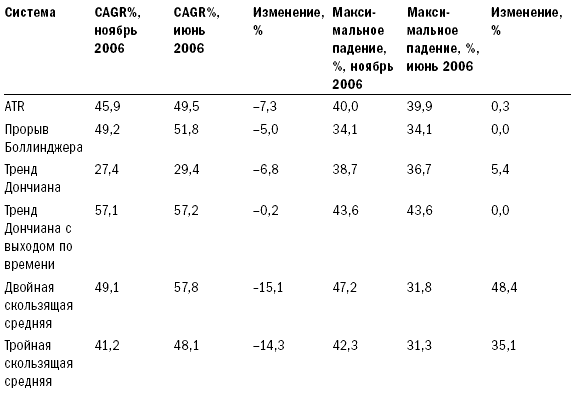 Система CAGR%, ноябрь 2006 CAGR%, июнь 2006 Изменение, % Макси-мальное падение, %, ноябрь 2006 Макси-мальное падение, %, июнь 2006 Изменение, %
ATR 45,9 49,5 –7,3 40,0 39,9 0,3
Прорыв Боллинджера 49,2 51,8 –5,0 34,1 34,1 0,0
Тренд Дончиана 27,4 29,4 –6,8 38,7 36,7 5,4
Тренд Дончиана с выходом по времени 57,1 57,2 –0,2 43,6 43,6 0,0
Двойная скользящая средняя 49,1 57,8 –15,1 47,2 31,8 48,4
Тройная скользящая средняя 41,2 48,1 –14,3 42,3 31,3 35,1